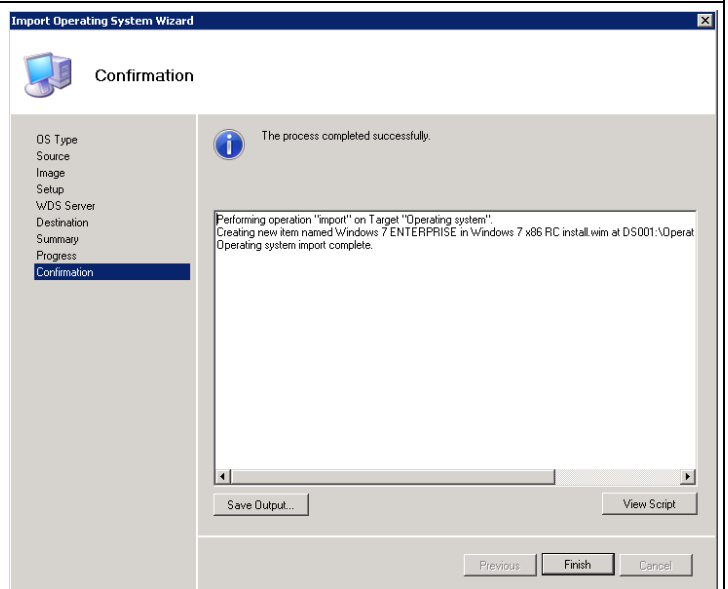 Import Operating System Wizard
Confirmation
OS Type
Source
Image
Setup
WDS Server
Destination
Summary
Progress
Confirmation
The process completed successfully.
Performing operation "import" on Target "Operating system".
Creating new item named Windows 7 ENTERPRISE in Windows 7 x86 RC install.wim at DS001:\Operat
Operating system import complete.
Save Output...
View Script
Previous
Finish
Cancel